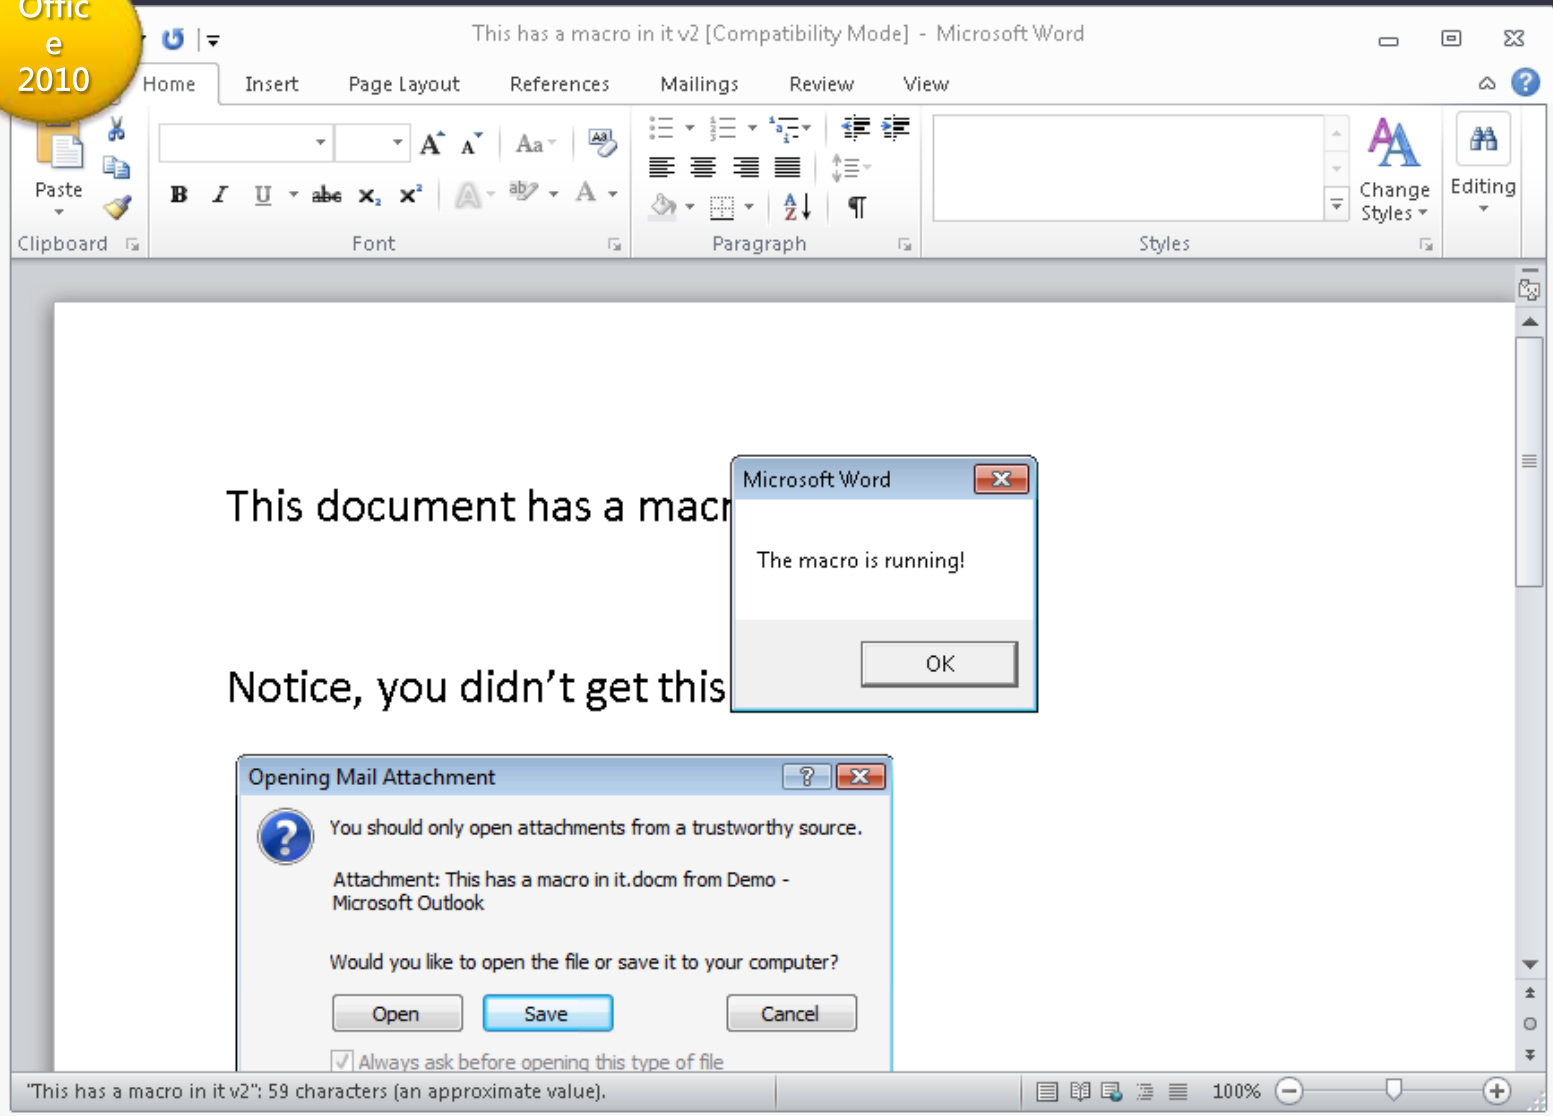 Offic
e
2010
This has a macro in it v2 [Compatibility Mode] - Microsoft Word
Home Insert Page Layout References Mailings Review View
Paste
Clipboard
B I U abc X₂ X² A ab A
Aa
Font
A Z ¶
Paragraph
Styles
Change
Styles
Editing
This document has a macr
Microsoft Word
The macro is running!
OK
Notice, you didn't get this
Opening Mail Attachment
You should only open attachments from a trustworthy source.
Attachment: This has a macro in it.docm from Demo -
Microsoft Outlook
Would you like to open the file or save it to your computer?
Open Save Cancel
Always ask before opening this type of file
"This has a macro in it v2": 59 characters (an approximate value). 100%